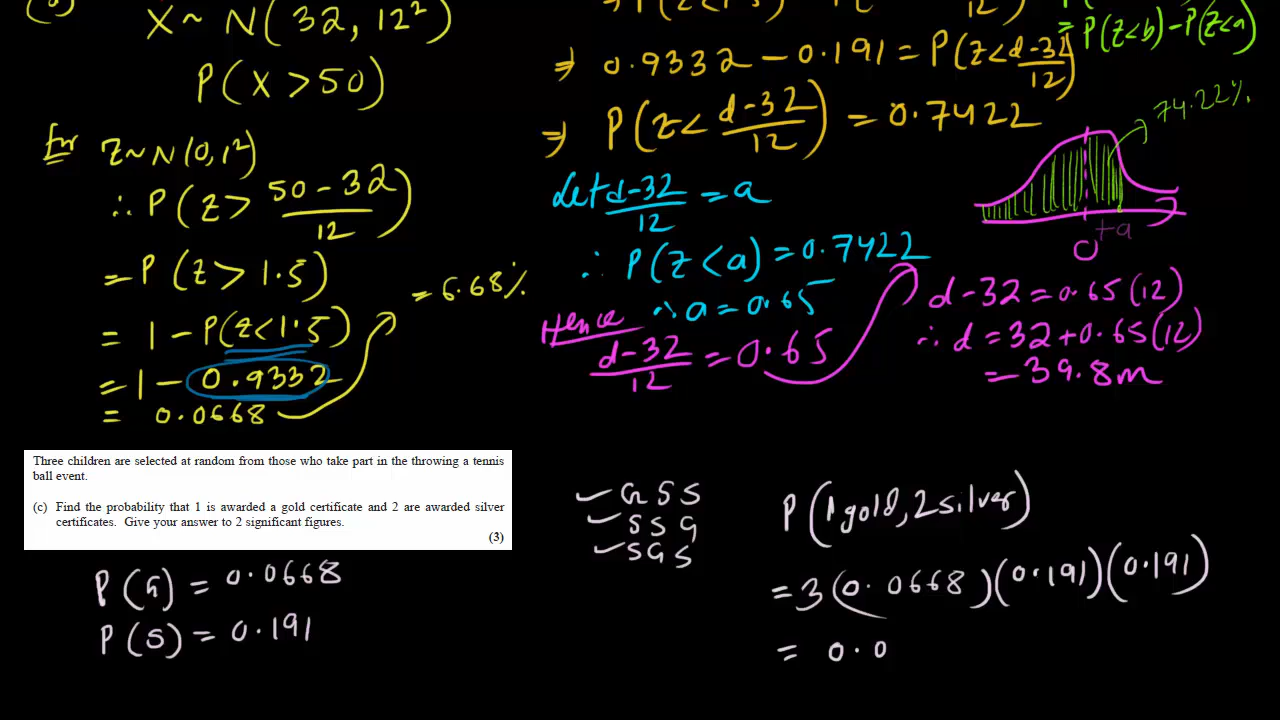 X ~ N(32, 12²)
P(X > 50)
For Z ~ N(0, 1²)
∴ P(Z > 50 - 32 / 12)
= P(Z > 1.5)
= 1 - P(Z < 1.5)
= 1 - 0.9332
= 0.0668
= 6.68%
= P(Z<b) - P(Z<a)
⇒ 0.9332 - 0.191 = P(Z < d-32 / 12)
⇒ P(Z < d-32 / 12) = 0.7422
74.22%
Let d-32 / 12 = a
∴ P(Z < a) = 0.7422
∴ a = 0.65
Hence d-32 / 12 = 0.65
0 +a
d - 32 = 0.65(12)
∴ d = 32 + 0.65(12)
= 39.8m
Three children are selected at random from those who take part in the throwing a tennis
ball event.
(c) Find the probability that 1 is awarded a gold certificate and 2 are awarded silver
certificates. Give your answer to 2 significant figures.
(3)
P(G) = 0.0668
P(S) = 0.191
G S S
S S G
S G S
P(1 gold, 2 silver)
= 3(0.0668)(0.191)(0.191)
= 0.0